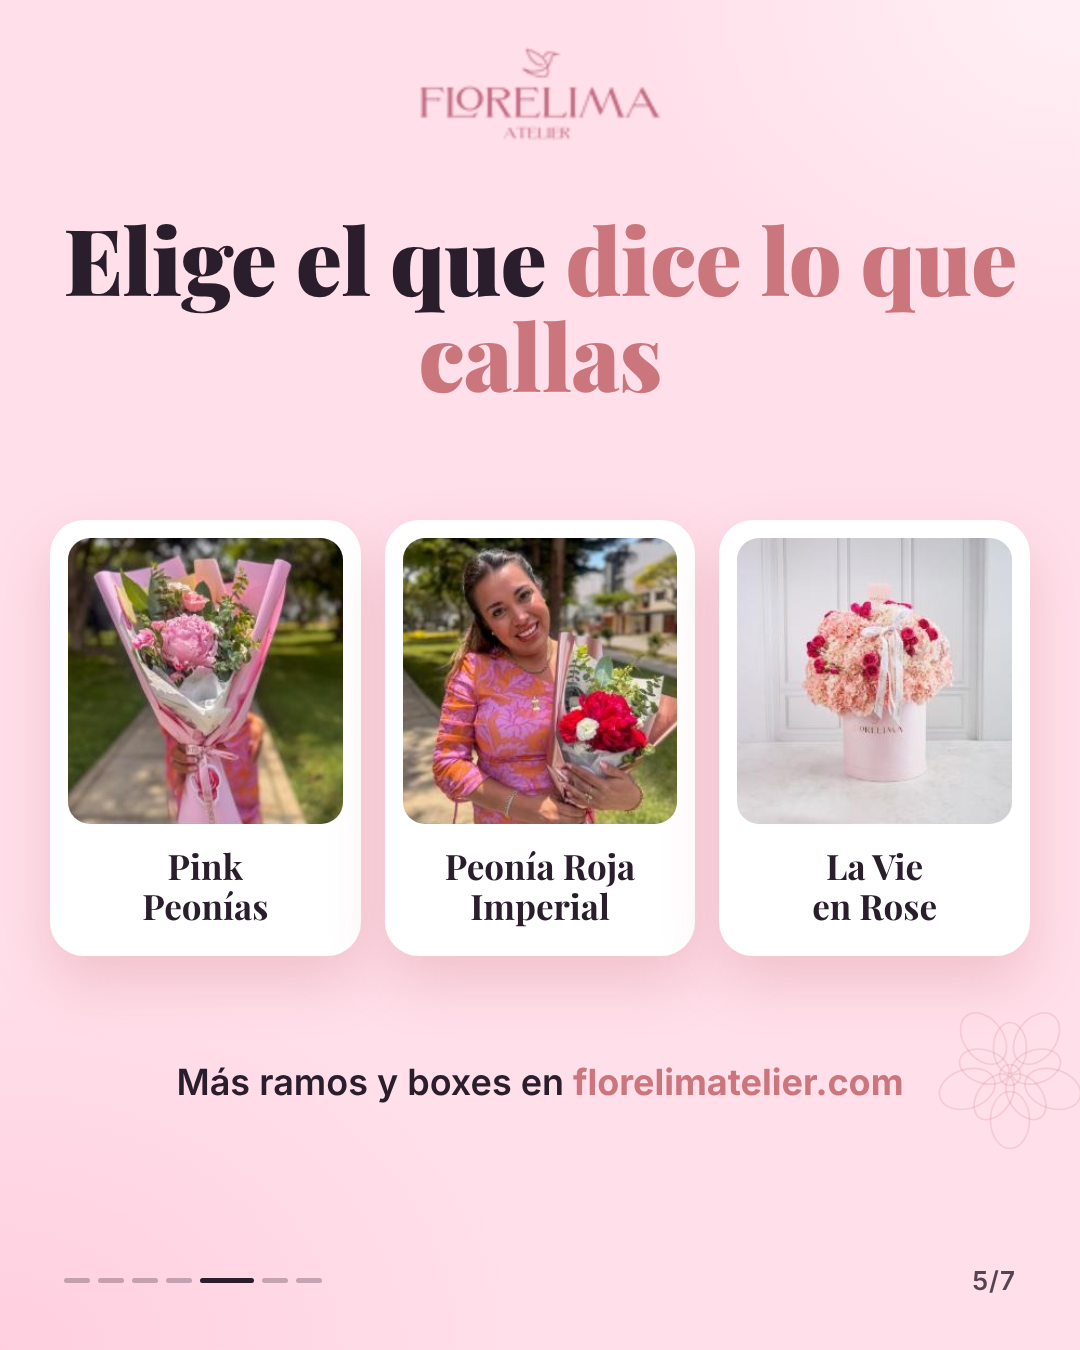 FLORELIMA
ATELIER
Elige el que dice lo que
callas
Pink
Peonías
Peonía Roja
Imperial
FLORELIMA
La Vie
en Rose
Más ramos y boxes en florelimatelier.com
5/7